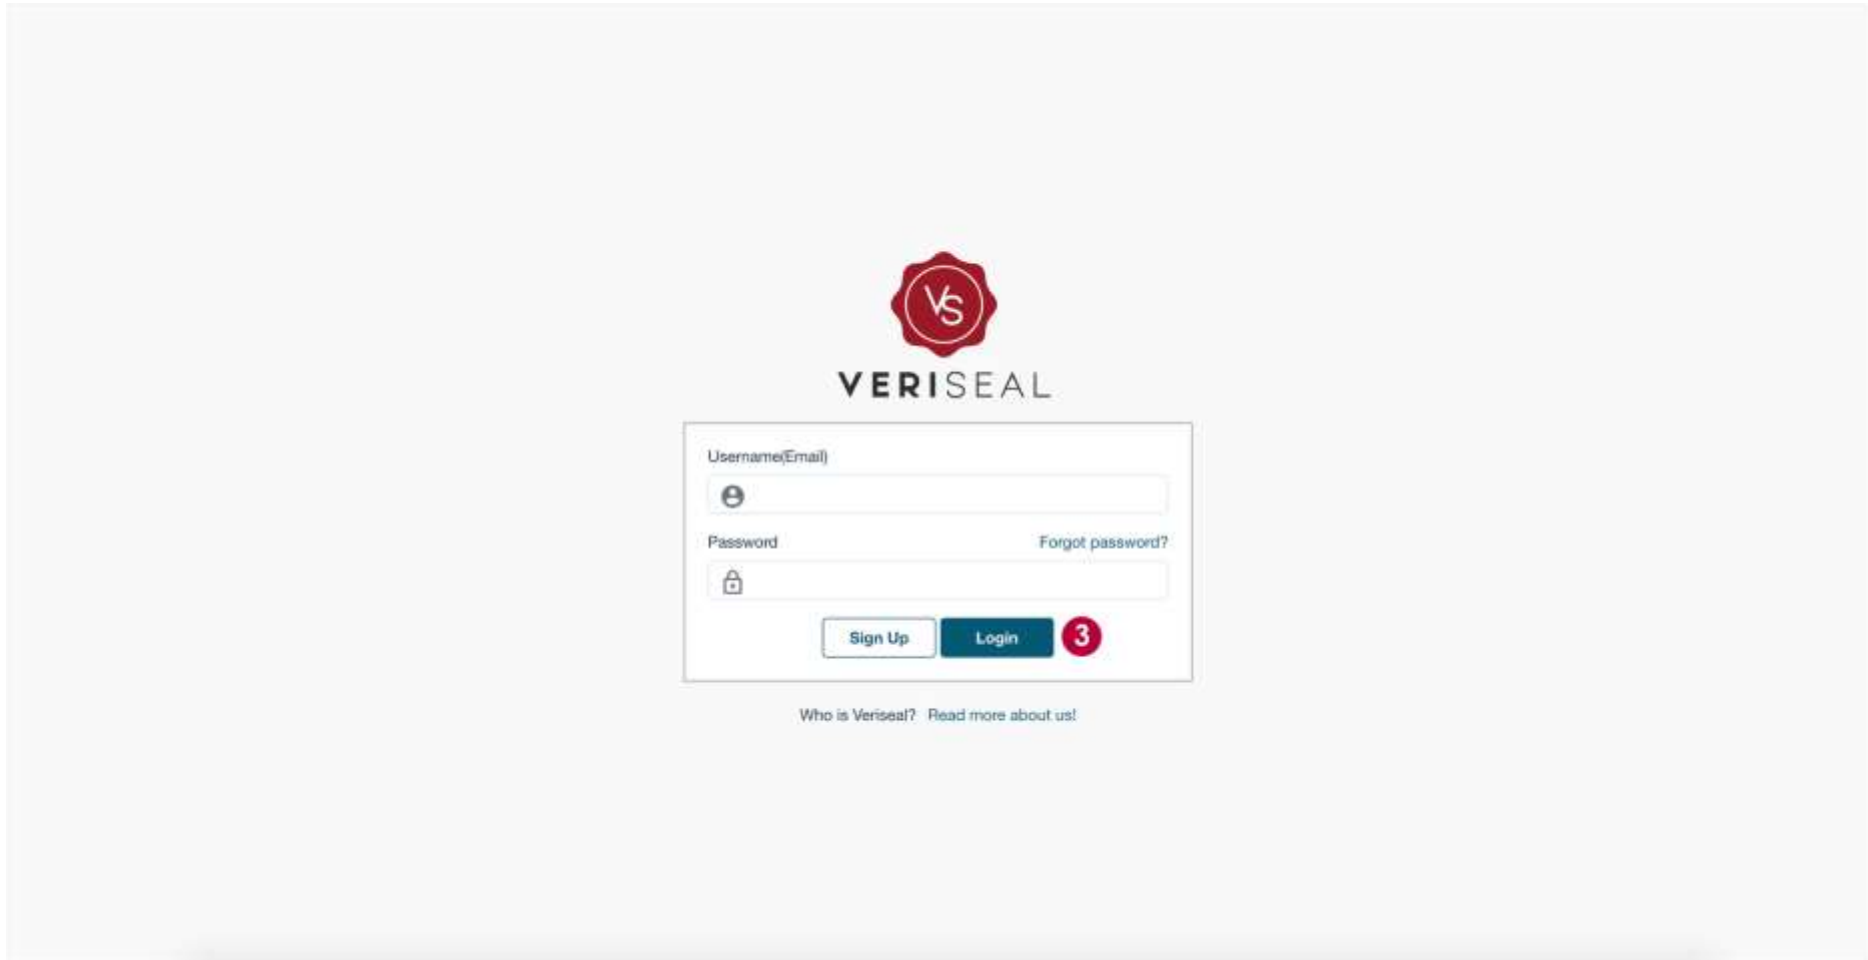 VS
VERISEAL
Username(Email)
Password Forgot password?
Sign Up Login 3
Who is Veriseal? Read more about us!